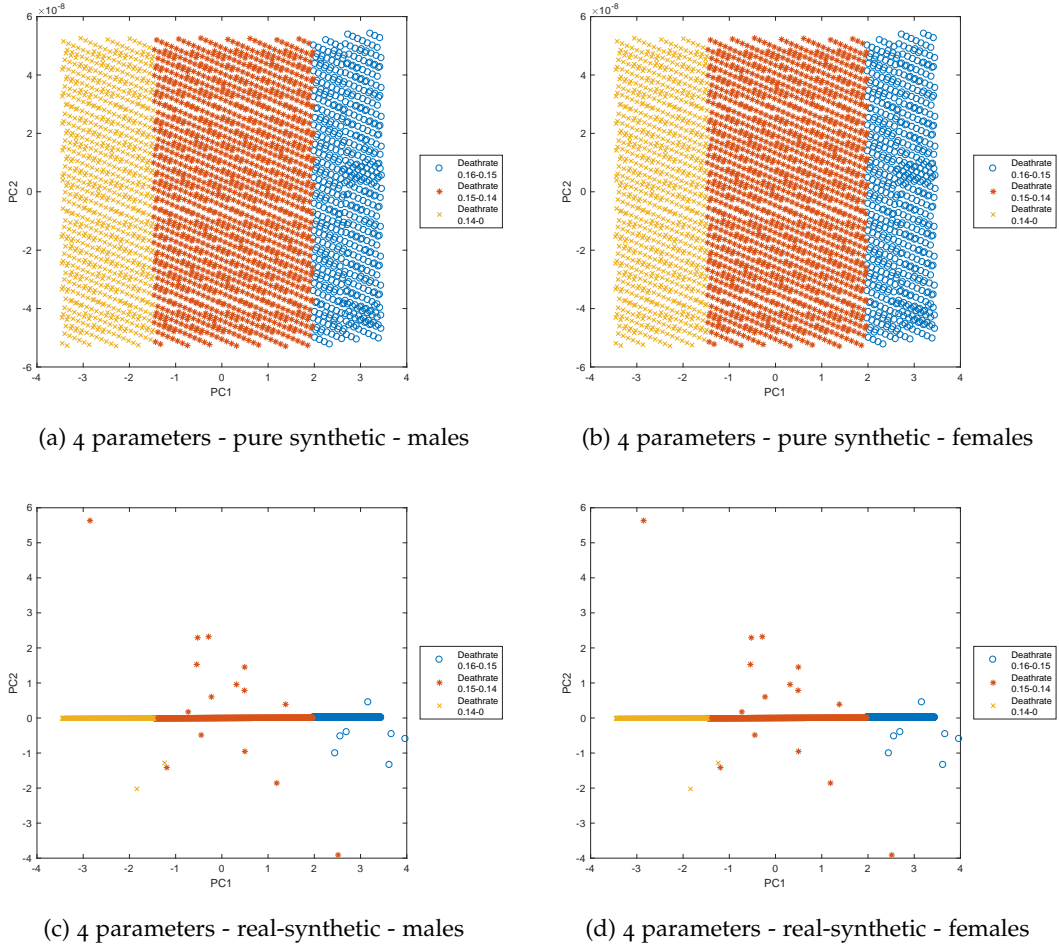 ×10⁻⁸
6
4
2
0
-2
-4
-6
PC2
-4 -3 -2 -1 0 1 2 3 4
PC1
Deathrate
0.16-0.15
Deathrate
0.15-0.14
Deathrate
0.14-0
(a) 4 parameters - pure synthetic - males
×10⁻⁸
6
4
2
0
-2
-4
-6
PC2
-4 -3 -2 -1 0 1 2 3 4
PC1
Deathrate
0.16-0.15
Deathrate
0.15-0.14
Deathrate
0.14-0
(b) 4 parameters - pure synthetic - females
6
5
4
3
2
1
0
-1
-2
-3
-4
PC2
-4 -3 -2 -1 0 1 2 3 4
PC1
Deathrate
0.16-0.15
Deathrate
0.15-0.14
Deathrate
0.14-0
(c) 4 parameters - real-synthetic - males
6
5
4
3
2
1
0
-1
-2
-3
-4
PC2
-4 -3 -2 -1 0 1 2 3 4
PC1
Deathrate
0.16-0.15
Deathrate
0.15-0.14
Deathrate
0.14-0
(d) 4 parameters - real-synthetic - females